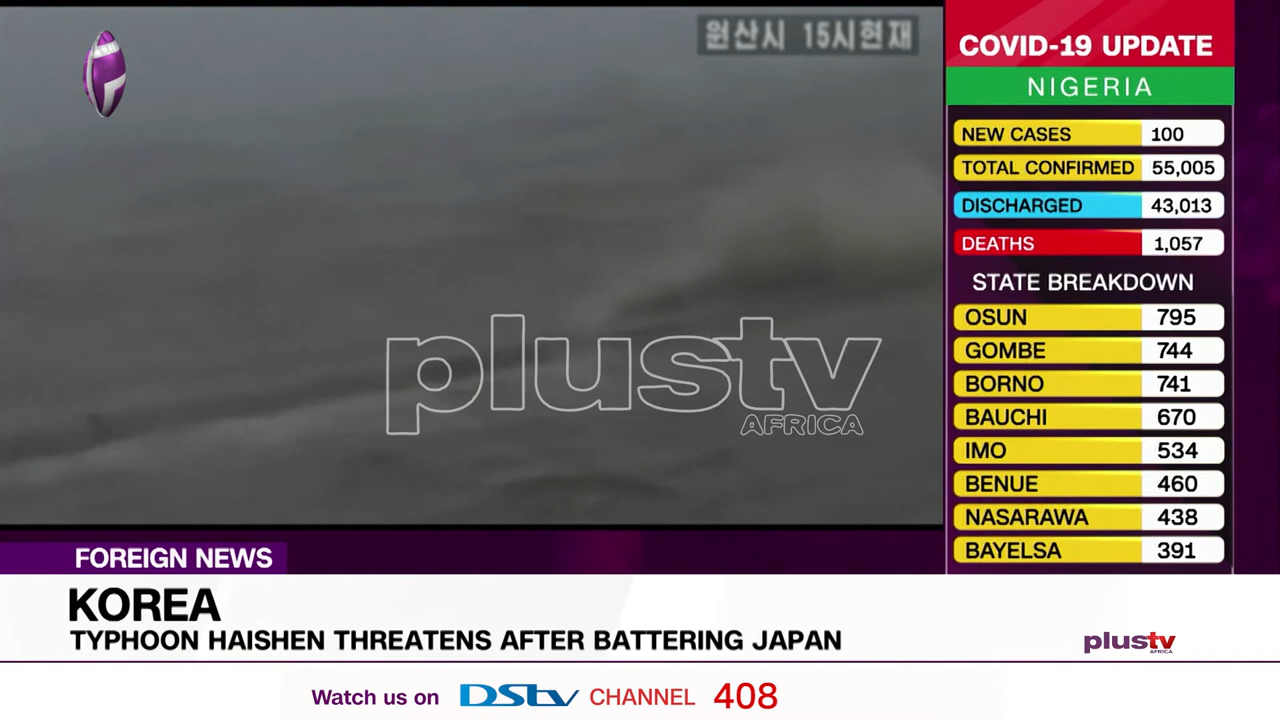 원산시 15시현재
plustv
AFRICA
COVID-19 UPDATE
NIGERIA
NEW CASES 100
TOTAL CONFIRMED 55,005
DISCHARGED 43,013
DEATHS 1,057
STATE BREAKDOWN
OSUN 795
GOMBE 744
BORNO 741
BAUCHI 670
IMO 534
BENUE 460
NASARAWA 438
BAYELSA 391
FOREIGN NEWS
KOREA
TYPHOON HAISHEN THREATENS AFTER BATTERING JAPAN
plustv
AFRICA
Watch us on DStv CHANNEL 408